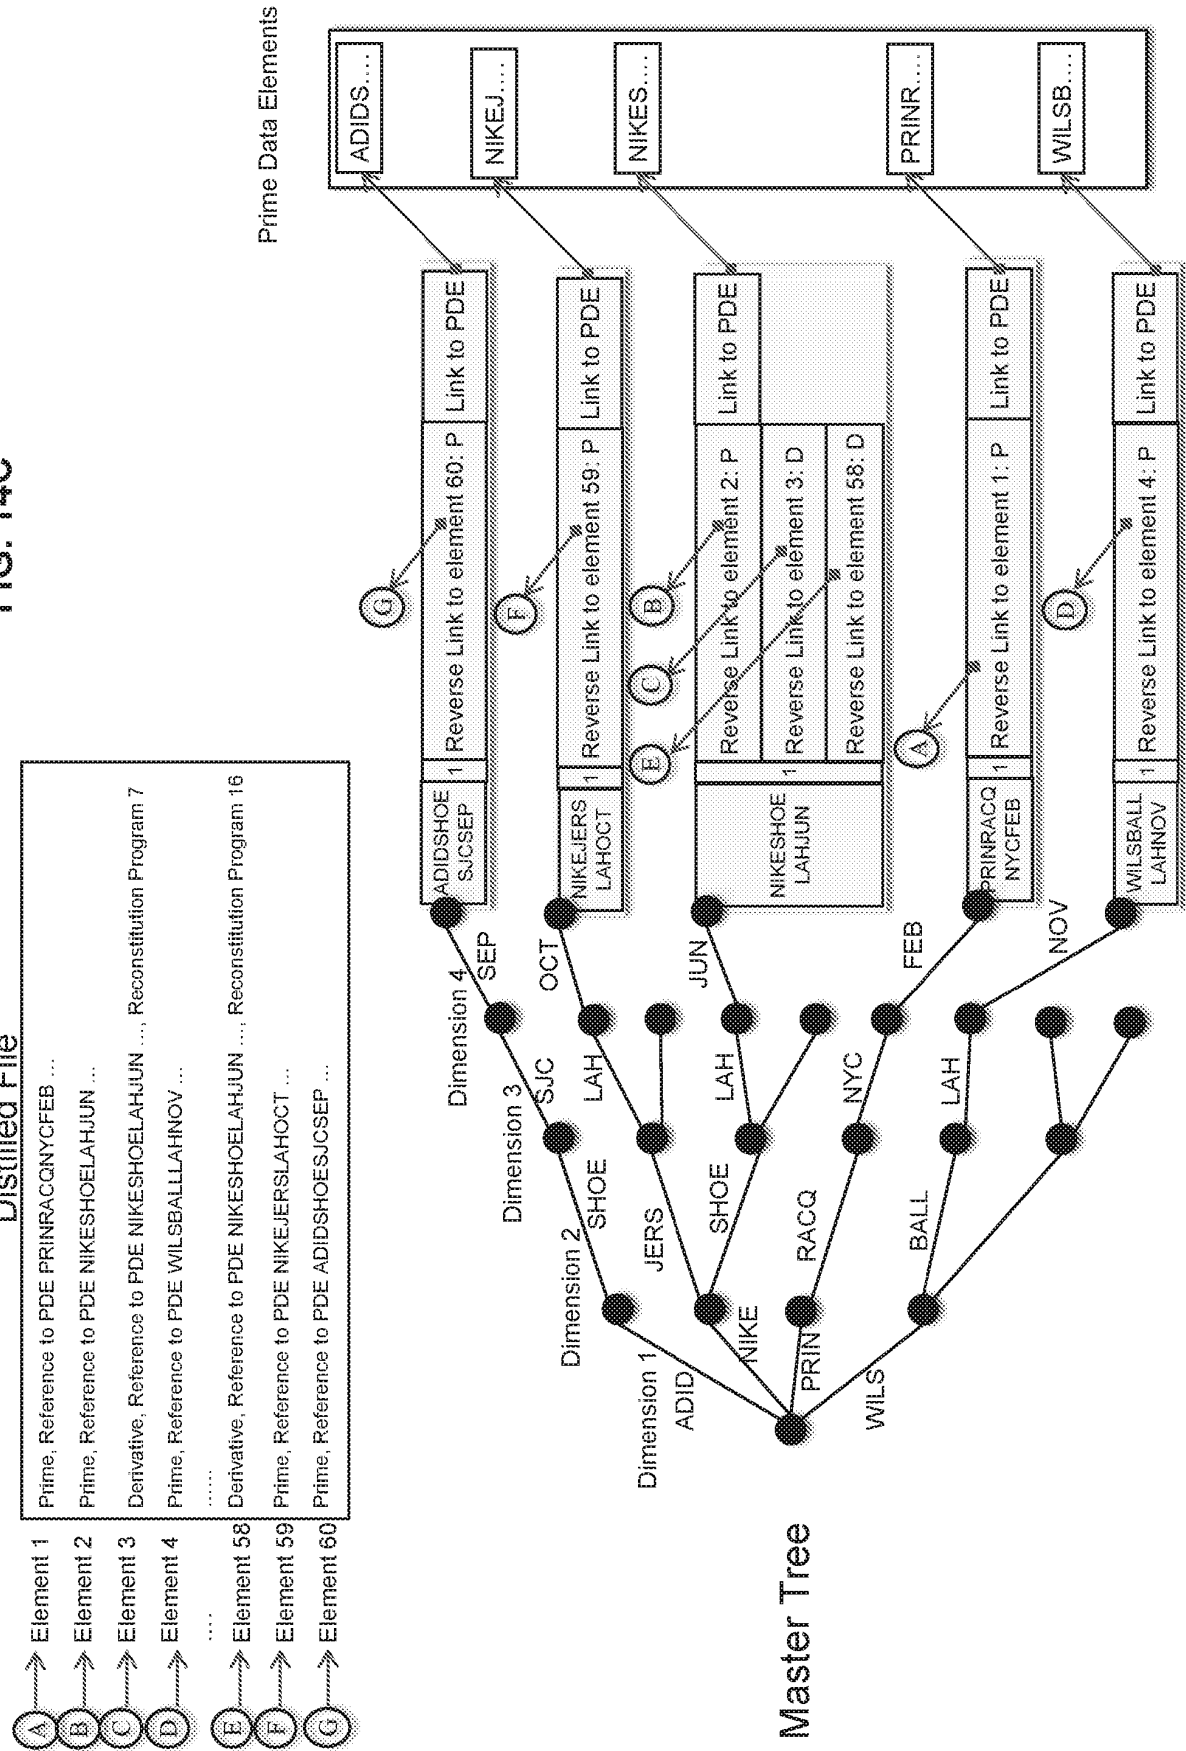 FIG. 14C
Distilled File
A Element 1 Prime, Reference to PDE PRINRACQNYCFEB ...
B Element 2 Prime, Reference to PDE NIKESHOELAHJUN ...
C Element 3 Derivative, Reference to PDE NIKESHOELAHJUN ..., Reconstitution Program 7
D Element 4 Prime, Reference to PDE WILSBALLLAHNOV ...
.... ......
E Element 58 Derivative, Reference to PDE NIKESHOELAHJUN ..., Reconstitution Program 16
F Element 59 Prime, Reference to PDE NIKEJERSLAHOCT ...
G Element 60 Prime, Reference to PDE ADIDSHOESJCSEP ...
Master Tree
Dimension 1
Dimension 2
Dimension 3
Dimension 4
Prime Data Elements
ADID
SHOE
SJC
SEP
ADIDSHOE
SJCSEP
1
Reverse Link to element 60: P
G
Link to PDE
ADIDS....
NIKE
JERS
LAH
OCT
NIKEJERS
LAHOCT
1
Reverse Link to element 59: P
F
Link to PDE
NIKEJ....
SHOE
LAH
JUN
NIKESHOE
LAHJUN
1
Reverse Link to element 2: P
Reverse Link to element 3: D
Reverse Link to element 58: D
B
C
E
Link to PDE
NIKES....
PRIN
RACQ
NYC
FEB
PRINRACQ
NYCFEB
1
Reverse Link to element 1: P
A
Link to PDE
PRINR....
WILS
BALL
LAH
NOV
WILSBALL
LAHNOV
1
Reverse Link to element 4: P
D
Link to PDE
WILSB....